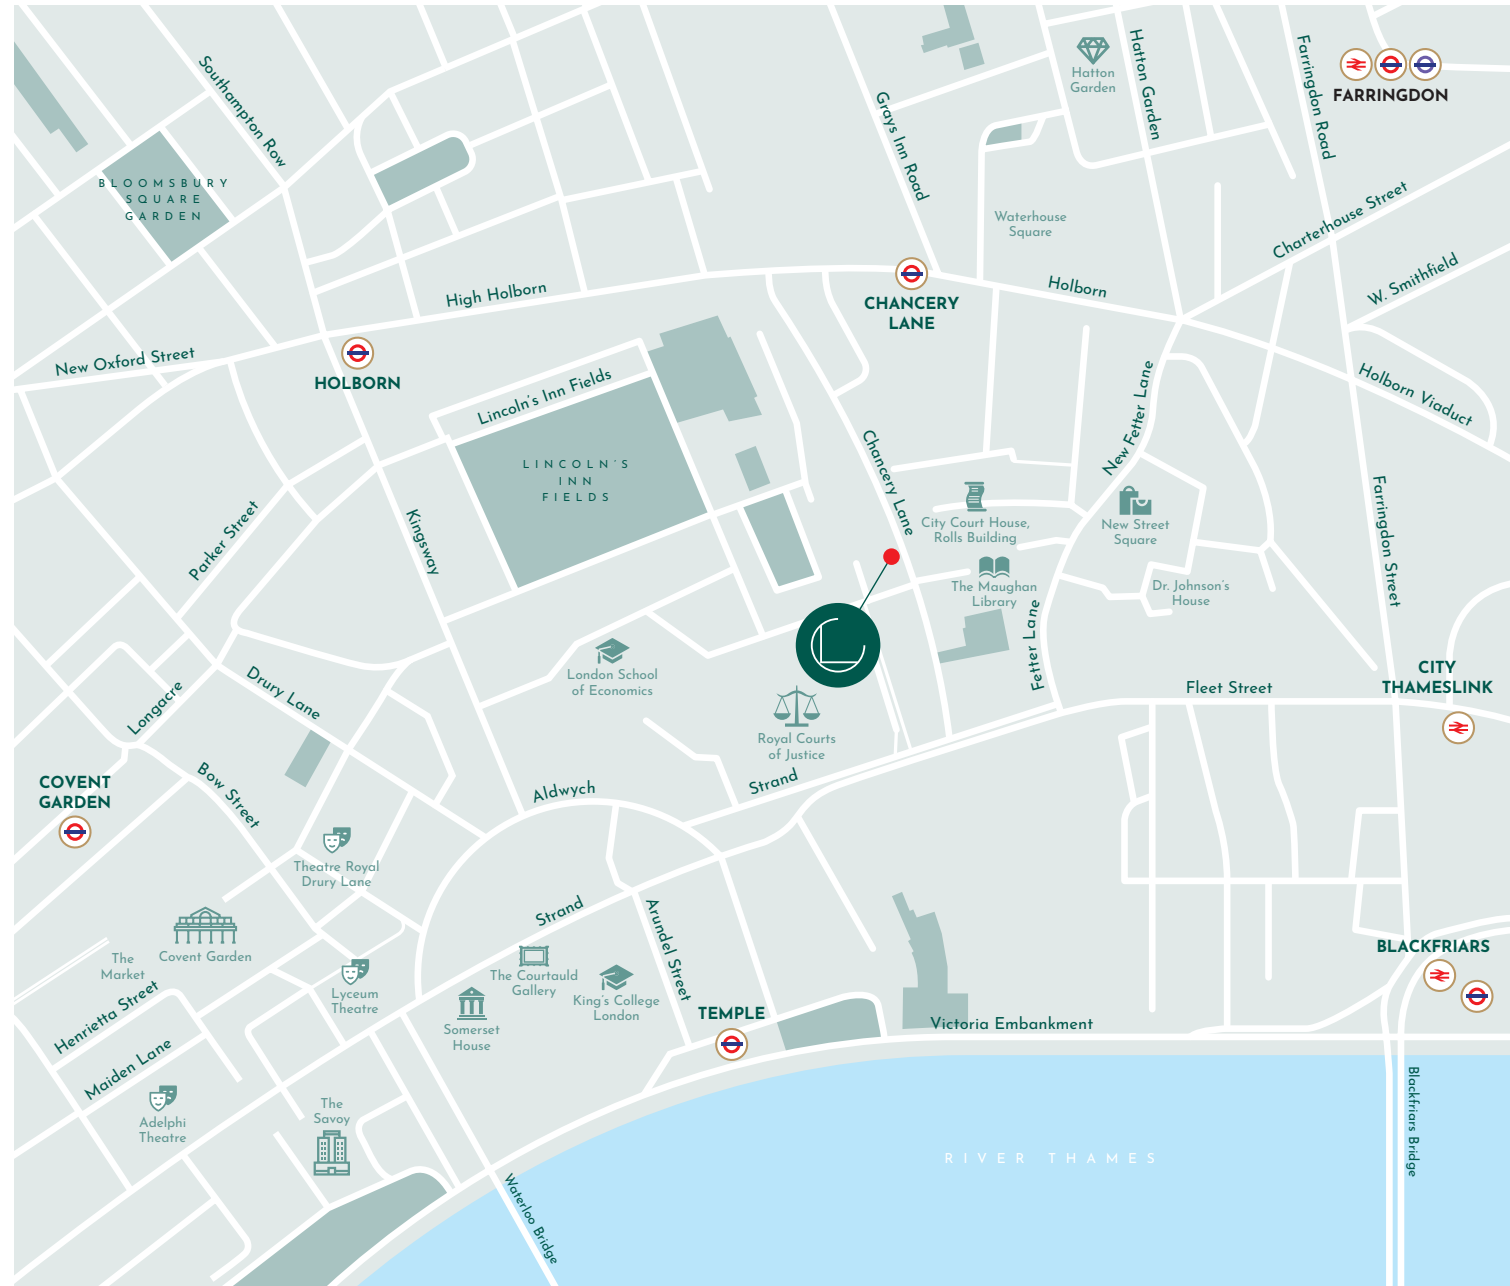 Southampton Row
Grays Inn Road
Hatton
Garden
Hatton Garden
Farringdon Road
FARRINGDON
BLOOMSBURY
SQUARE
GARDEN
Waterhouse
Square
Charterhouse Street
W. Smithfield
High Holborn
CHANCERY
LANE
Holborn
New Oxford Street
HOLBORN
Lincoln's Inn Fields
New Fetter Lane
Holborn Viaduct
LINCOLN'S
INN
FIELDS
Chancery Lane
Parker Street
Kingsway
City Court House,
Rolls Building
New Street
Square
Farringdon Street
The Maughan
Library
Dr. Johnson's
House
Fetter Lane
London School
of Economics
Drury Lane
Longacre
Royal Courts
of Justice
Fleet Street
CITY
THAMESLINK
COVENT
GARDEN
Bow Street
Aldwych
Strand
Theatre Royal
Drury Lane
Strand
Arundel Street
The
Market
Covent Garden
The Courtauld
Gallery
King's College
London
BLACKFRIARS
Henrietta Street
Lyceum
Theatre
Somerset
House
TEMPLE
Victoria Embankment
Maiden Lane
Adelphi
Theatre
The
Savoy
Blackfriars Bridge
RIVER THAMES
Waterloo Bridge